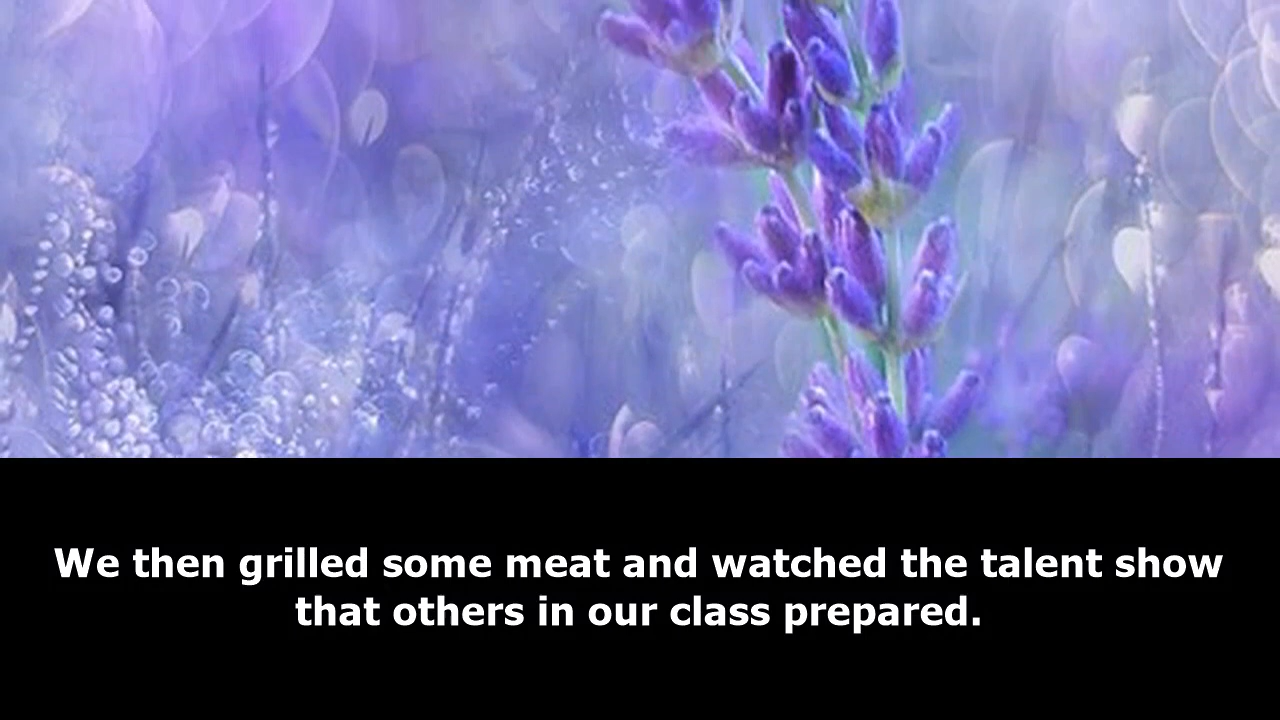 We then grilled some meat and watched the talent show
that others in our class prepared.